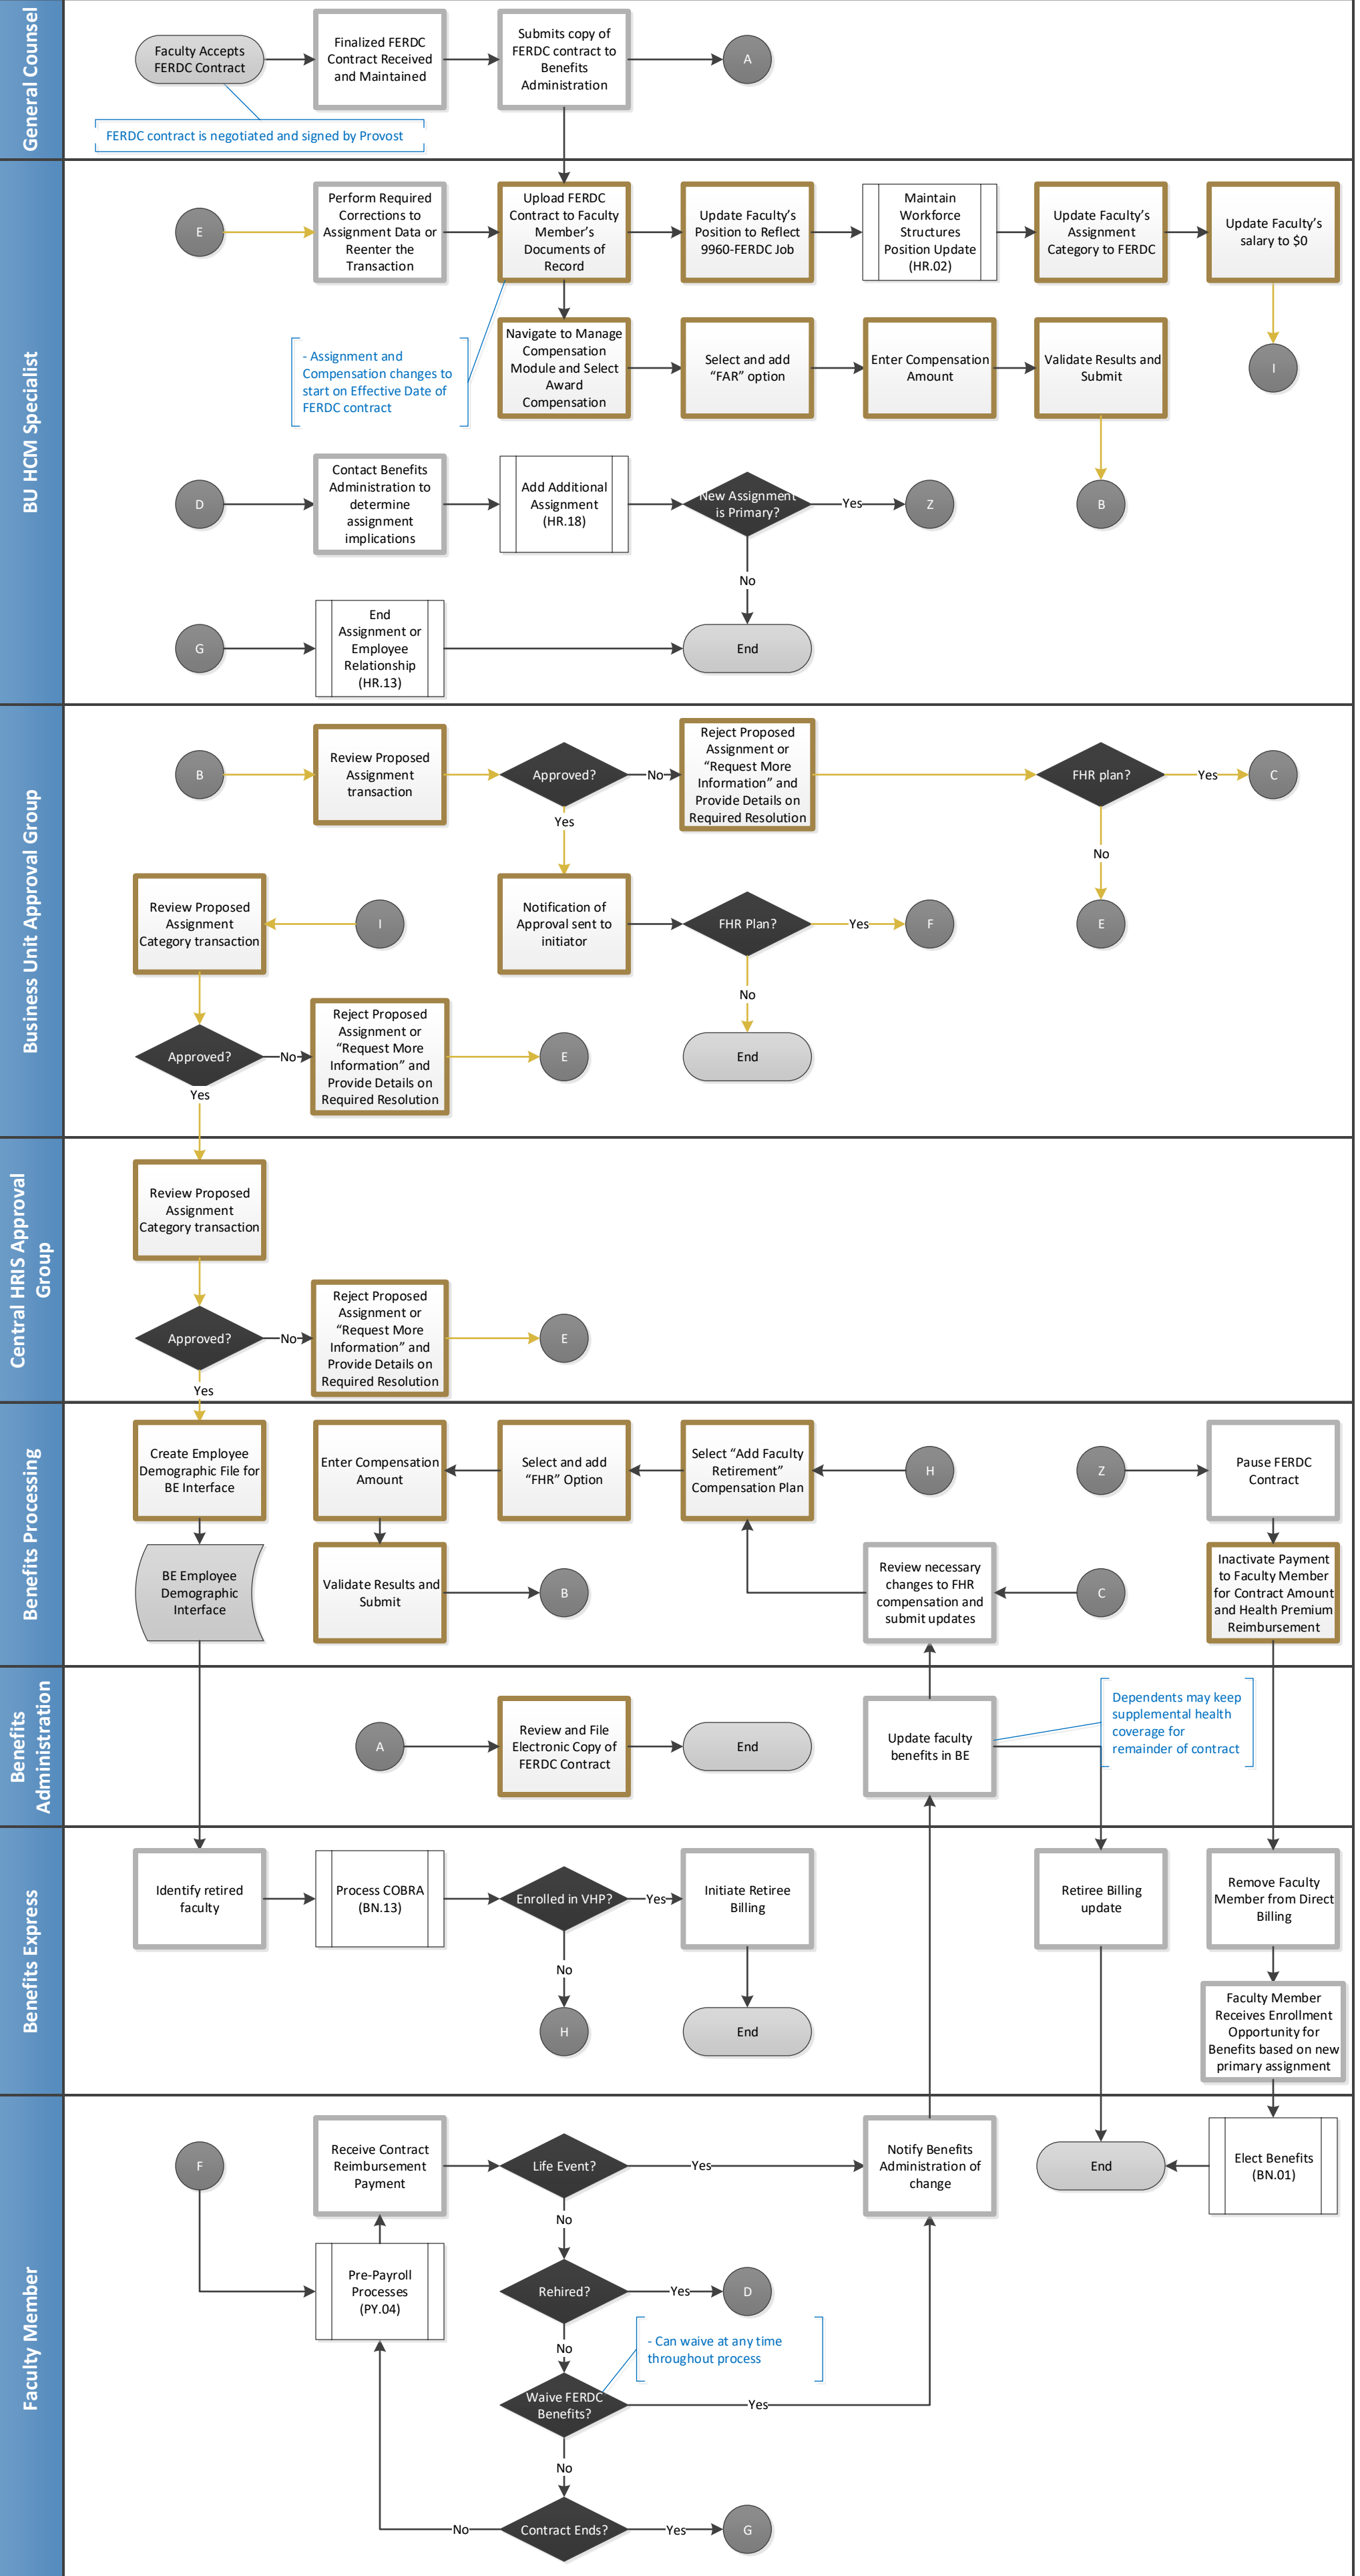 General Counsel
Faculty Accepts
FERDC Contract
Finalized FERDC
Contract Received
and Maintained
Submits copy of
FERDC contract to
Benefits
Administration
A
FERDC contract is negotiated and signed by Provost
BU HCM Specialist
E
Perform Required
Corrections to
Assignment Data or
Reenter the
Transaction
Upload FERDC
Contract to Faculty
Member’s
Documents of
Record
Update Faculty’s
Position to Reflect
9960-FERDC Job
Maintain
Workforce
Structures
Position Update
(HR.02)
Update Faculty’s
Assignment
Category to FERDC
Update Faculty’s
salary to $0
- Assignment and
Compensation changes to
start on Effective Date of
FERDC contract
Navigate to Manage
Compensation
Module and Select
Award
Compensation
Select and add
“FAR” option
Enter Compensation
Amount
Validate Results and
Submit
I
D
Contact Benefits
Administration to
determine
assignment
implications
Add Additional
Assignment
(HR.18)
New Assignment
is Primary?
Yes
Z
B
No
G
End
Assignment or
Employee
Relationship
(HR.13)
End
Business Unit Approval Group
B
Review Proposed
Assignment
transaction
Approved?
No
Reject Proposed
Assignment or
“Request More
Information” and
Provide Details on
Required Resolution
FHR plan?
Yes
C
Yes
No
Review Proposed
Assignment
Category transaction
I
Notification of
Approval sent to
initiator
FHR Plan?
Yes
F
E
No
Approved?
No
Reject Proposed
Assignment or
“Request More
Information” and
Provide Details on
Required Resolution
E
End
Yes
Central HRIS Approval
Group
Review Proposed
Assignment
Category transaction
Approved?
No
Reject Proposed
Assignment or
“Request More
Information” and
Provide Details on
Required Resolution
E
Yes
Benefits Processing
Create Employee
Demographic File for
BE Interface
Enter Compensation
Amount
Select and add
“FHR” Option
Select “Add Faculty
Retirement”
Compensation Plan
H
Z
Pause FERDC
Contract
BE Employee
Demographic
Interface
Validate Results and
Submit
B
Review necessary
changes to FHR
compensation and
submit updates
C
Inactivate Payment
to Faculty Member
for Contract Amount
and Health Premium
Reimbursement
Benefits
Administration
A
Review and File
Electronic Copy of
FERDC Contract
End
Update faculty
benefits in BE
Dependents may keep
supplemental health
coverage for
remainder of contract
Benefits Express
Identify retired
faculty
Process COBRA
(BN.13)
Enrolled in VHP?
Yes
Initiate Retiree
Billing
Retiree Billing
update
Remove Faculty
Member from Direct
Billing
No
H
End
Faculty Member
Receives Enrollment
Opportunity for
Benefits based on new
primary assignment
Faculty Member
F
Receive Contract
Reimbursement
Payment
Life Event?
Yes
Notify Benefits
Administration of
change
End
Elect Benefits
(BN.01)
No
Pre-Payroll
Processes
(PY.04)
Rehired?
Yes
D
No
- Can waive at any time
throughout process
Waive FERDC
Benefits?
Yes
No
Contract Ends?
No
Yes
G